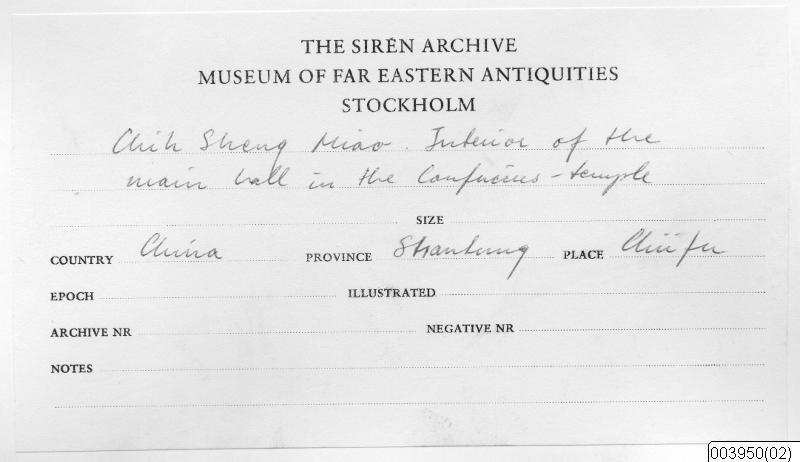 THE SIRÉN ARCHIVE
MUSEUM OF FAR EASTERN ANTIQUITIES
STOCKHOLM
Chih Sheng Miao. Interior of the
main hall in the Confucius-temple
SIZE
COUNTRY China PROVINCE Shantung PLACE Chüfu
EPOCH ILLUSTRATED
ARCHIVE NR NEGATIVE NR
NOTES
003950(02)